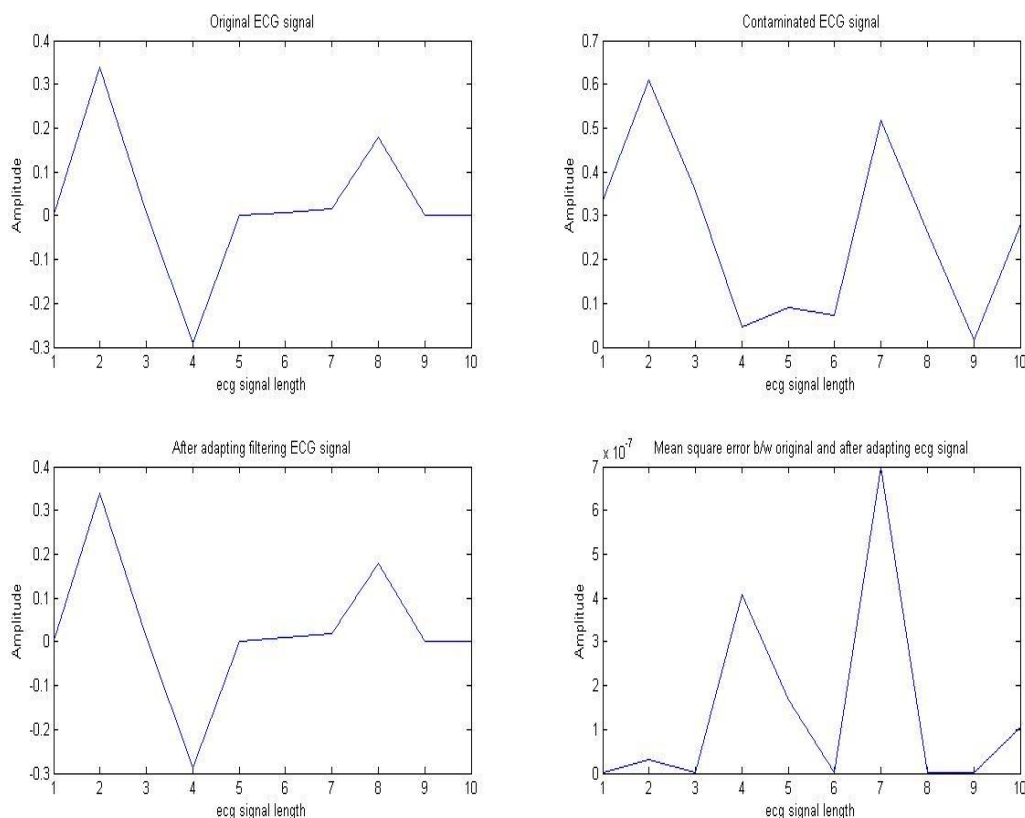 Original ECG signal
0.4
0.3
0.2
0.1
0
-0.1
-0.2
-0.3
Amplitude
1 2 3 4 5 6 7 8 9 10
ecg signal length
Contaminated ECG signal
0.7
0.6
0.5
0.4
0.3
0.2
0.1
0
Amplitude
1 2 3 4 5 6 7 8 9 10
ecg signal length
After adapting filtering ECG signal
0.4
0.3
0.2
0.1
0
-0.1
-0.2
-0.3
Amplitude
1 2 3 4 5 6 7 8 9 10
ecg signal length
Mean square error b/w original and after adapting ecg signal
x 10-7
7
6
5
4
3
2
1
0
Amplitude
1 2 3 4 5 6 7 8 9 10
ecg signal length